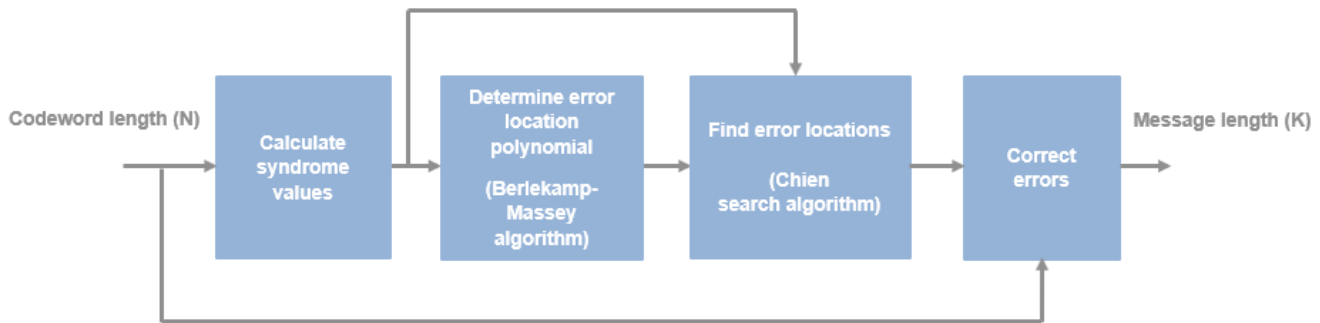 Codeword length (N)
Calculate
syndrome
values
Determine error
location
polynomial
(Berlekamp-
Massey
algorithm)
Find error locations
(Chien
search algorithm)
Correct
errors
Message length (K)